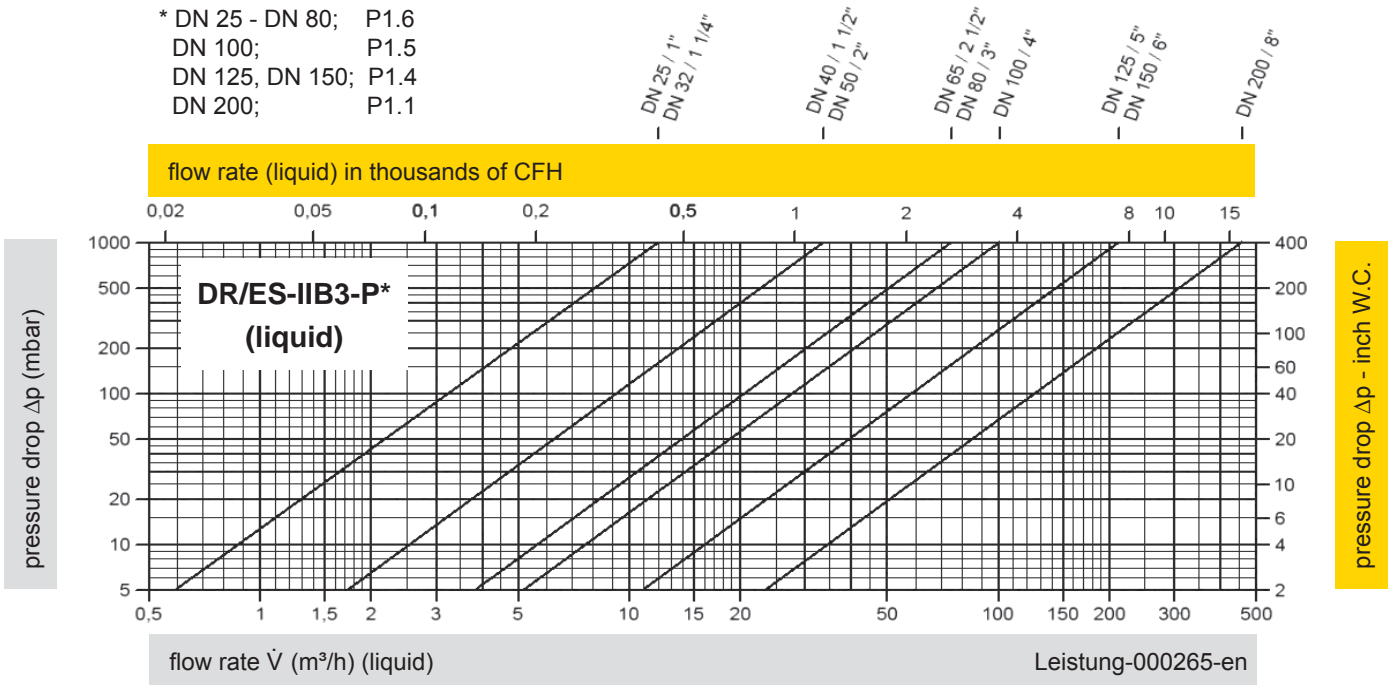 * DN 25 - DN 80; P1.6
DN 100; P1.5
DN 125, DN 150; P1.4
DN 200; P1.1
DN 25 / 1"
DN 32 / 1 1/4"
DN 40 / 1 1/2"
DN 50 / 2"
DN 65 / 2 1/2"
DN 80 / 3"
DN 100 / 4"
DN 125 / 5"
DN 150 / 6"
DN 200 / 8"
flow rate (liquid) in thousands of CFH
0,02 0,05 0,1 0,2 0,5 1 2 4 8 10 15
pressure drop Δp (mbar)
1000
500
200
100
50
20
10
5
DR/ES-IIB3-P*
(liquid)
400
200
100
60
40
20
10
6
4
2
pressure drop Δp - inch W.C.
0,5 1 1,5 2 3 5 10 15 20 50 100 150 200 300 500
flow rate V̇ (m³/h) (liquid) Leistung-000265-en